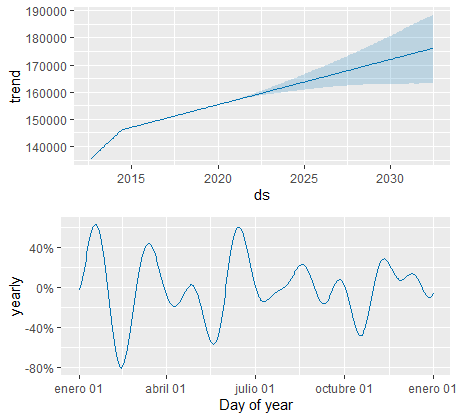 190000
180000
170000
160000
150000
140000
trend
2015 2020 2025 2030
ds
40%
0%
-40%
-80%
yearly
enero 01 abril 01 julio 01 octubre 01 enero 01
Day of year